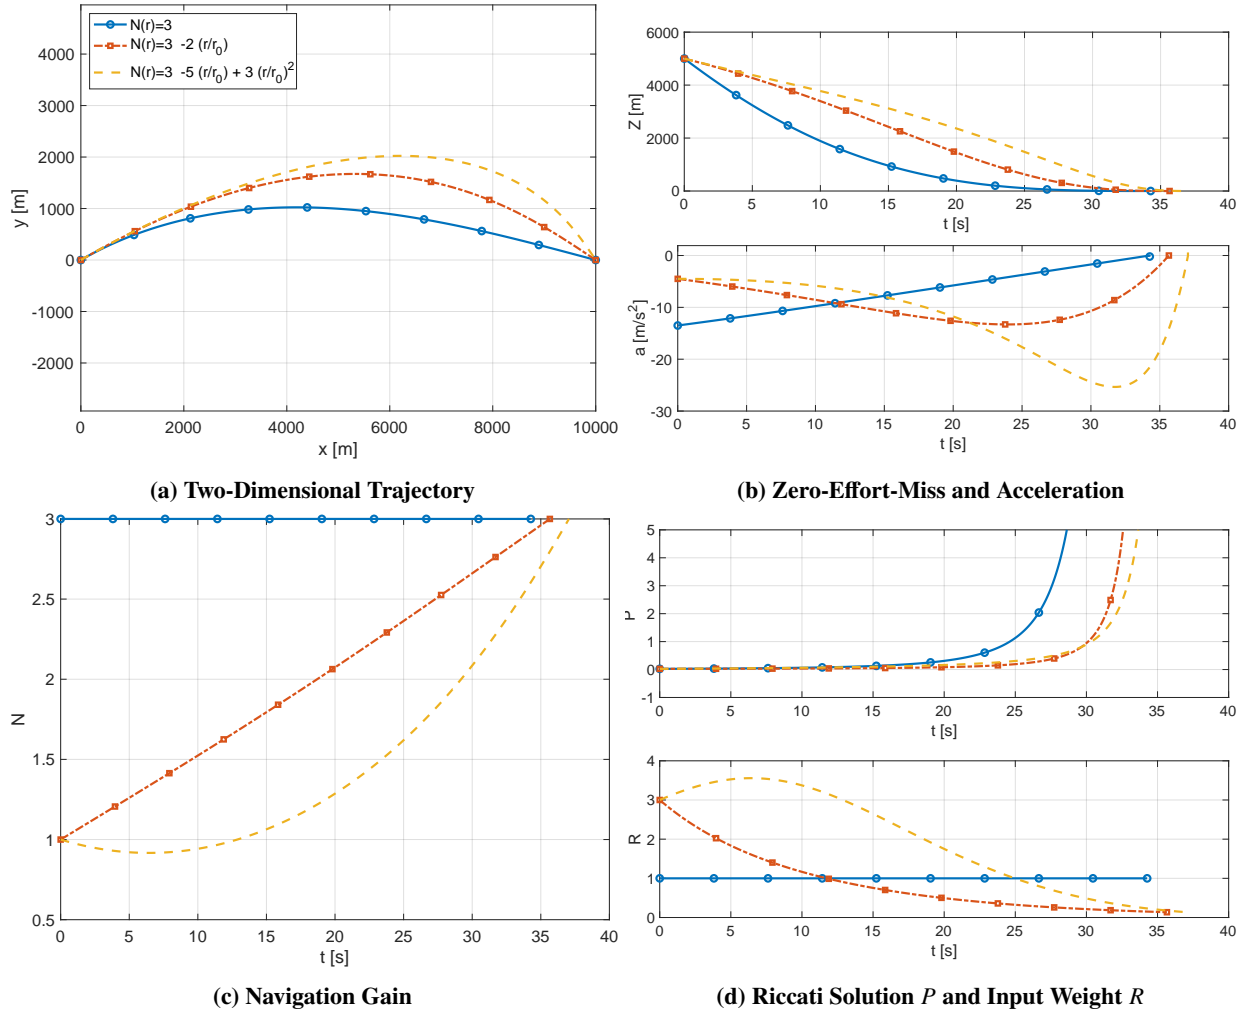 4000
2000
1000
0
-1000
-2000
y [m]
N(r)=3
N(r)=3 -2 (r/r0)
N(r)=3 -5 (r/r0) + 3 (r/r0)2
0 2000 4000 6000 8000 10000
x [m]
(a) Two-Dimensional Trajectory
6000
4000
2000
0
Z [m]
0 5 10 15 20 25 30 35 40
t [s]
0
-10
-20
-30
a [m/s2]
0 5 10 15 20 25 30 35 40
t [s]
(b) Zero-Effort-Miss and Acceleration
3
2.5
2
1.5
1
0.5
N
0 5 10 15 20 25 30 35 40
t [s]
(c) Navigation Gain
5
4
3
2
1
0
-1
P
0 5 10 15 20 25 30 35 40
t [s]
4
3
2
1
0
R
0 5 10 15 20 25 30 35 40
t [s]
(d) Riccati Solution P and Input Weight R